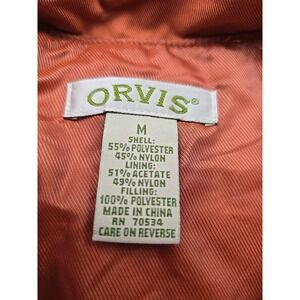 ORVIS®
M
SHELL:
55% POLYESTER
45% NYLON
LINING:
51% ACETATE
49% NYLON
FILLING:
100% POLYESTER
MADE IN CHINA
RN 70534
CARE ON REVERSE